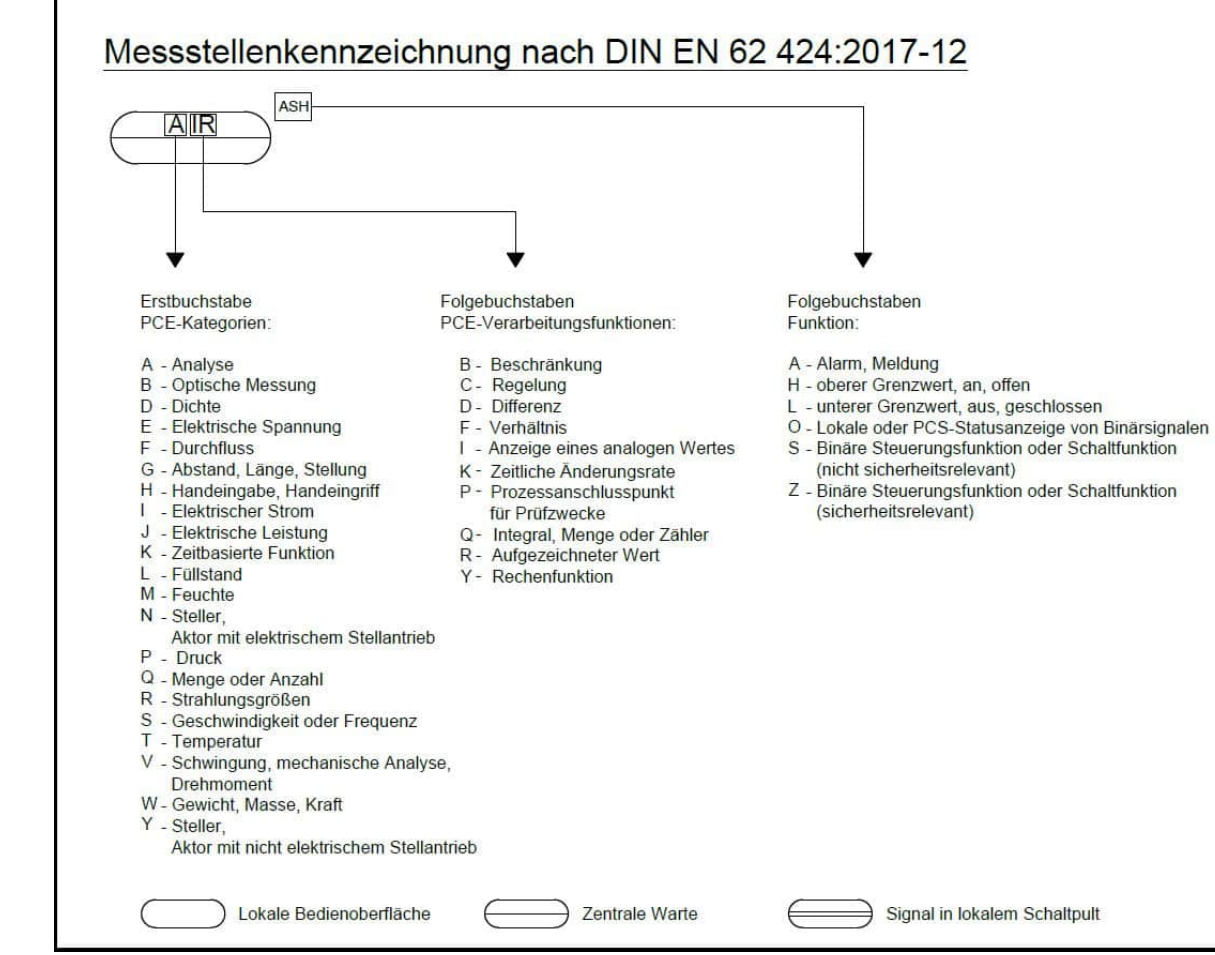 Messstellenkennzeichnung nach DIN EN 62 424:2017-12
ASH
AIR
Erstbuchstabe
PCE-Kategorien:
A - Analyse
B - Optische Messung
D - Dichte
E - Elektrische Spannung
F - Durchfluss
G - Abstand, Länge, Stellung
H - Handeingabe, Handeingriff
I - Elektrischer Strom
J - Elektrische Leistung
K - Zeitbasierte Funktion
L - Füllstand
M - Feuchte
N - Steller,
Aktor mit elektrischem Stellantrieb
P - Druck
Q - Menge oder Anzahl
R - Strahlungsgrößen
S - Geschwindigkeit oder Frequenz
T - Temperatur
V - Schwingung, mechanische Analyse,
Drehmoment
W - Gewicht, Masse, Kraft
Y - Steller,
Aktor mit nicht elektrischem Stellantrieb
Folgebuchstaben
PCE-Verarbeitungsfunktionen:
B - Beschränkung
C - Regelung
D - Differenz
F - Verhältnis
I - Anzeige eines analogen Wertes
K - Zeitliche Änderungsrate
P - Prozessanschlusspunkt
für Prüfzwecke
Q - Integral, Menge oder Zähler
R - Aufgezeichneter Wert
Y - Rechenfunktion
Folgebuchstaben
Funktion:
A - Alarm, Meldung
H - oberer Grenzwert, an, offen
L - unterer Grenzwert, aus, geschlossen
O - Lokale oder PCS-Statusanzeige von Binärsignalen
S - Binäre Steuerungsfunktion oder Schaltfunktion
(nicht sicherheitsrelevant)
Z - Binäre Steuerungsfunktion oder Schaltfunktion
(sicherheitsrelevant)
Lokale Bedienoberfläche
Zentrale Warte
Signal in lokalem Schaltpult